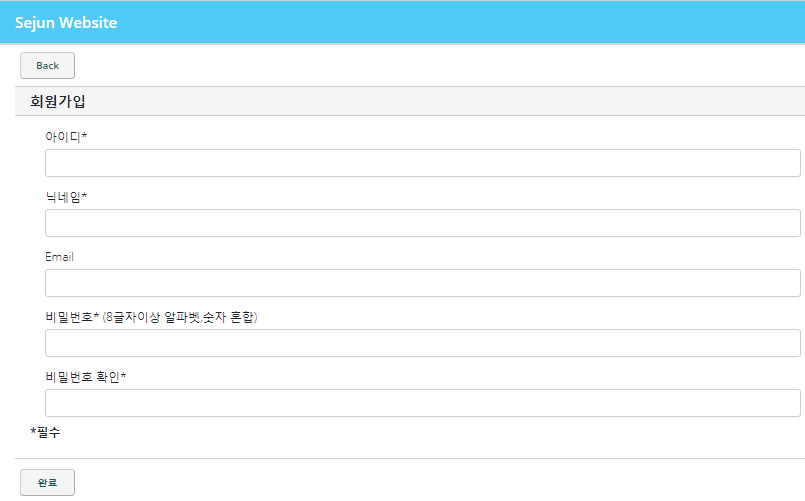 Sejun Website
Back
회원가입
아이디*
닉네임*
Email
비밀번호* (8글자이상 알파벳,숫자 혼합)
비밀번호 확인*
*필수
완료